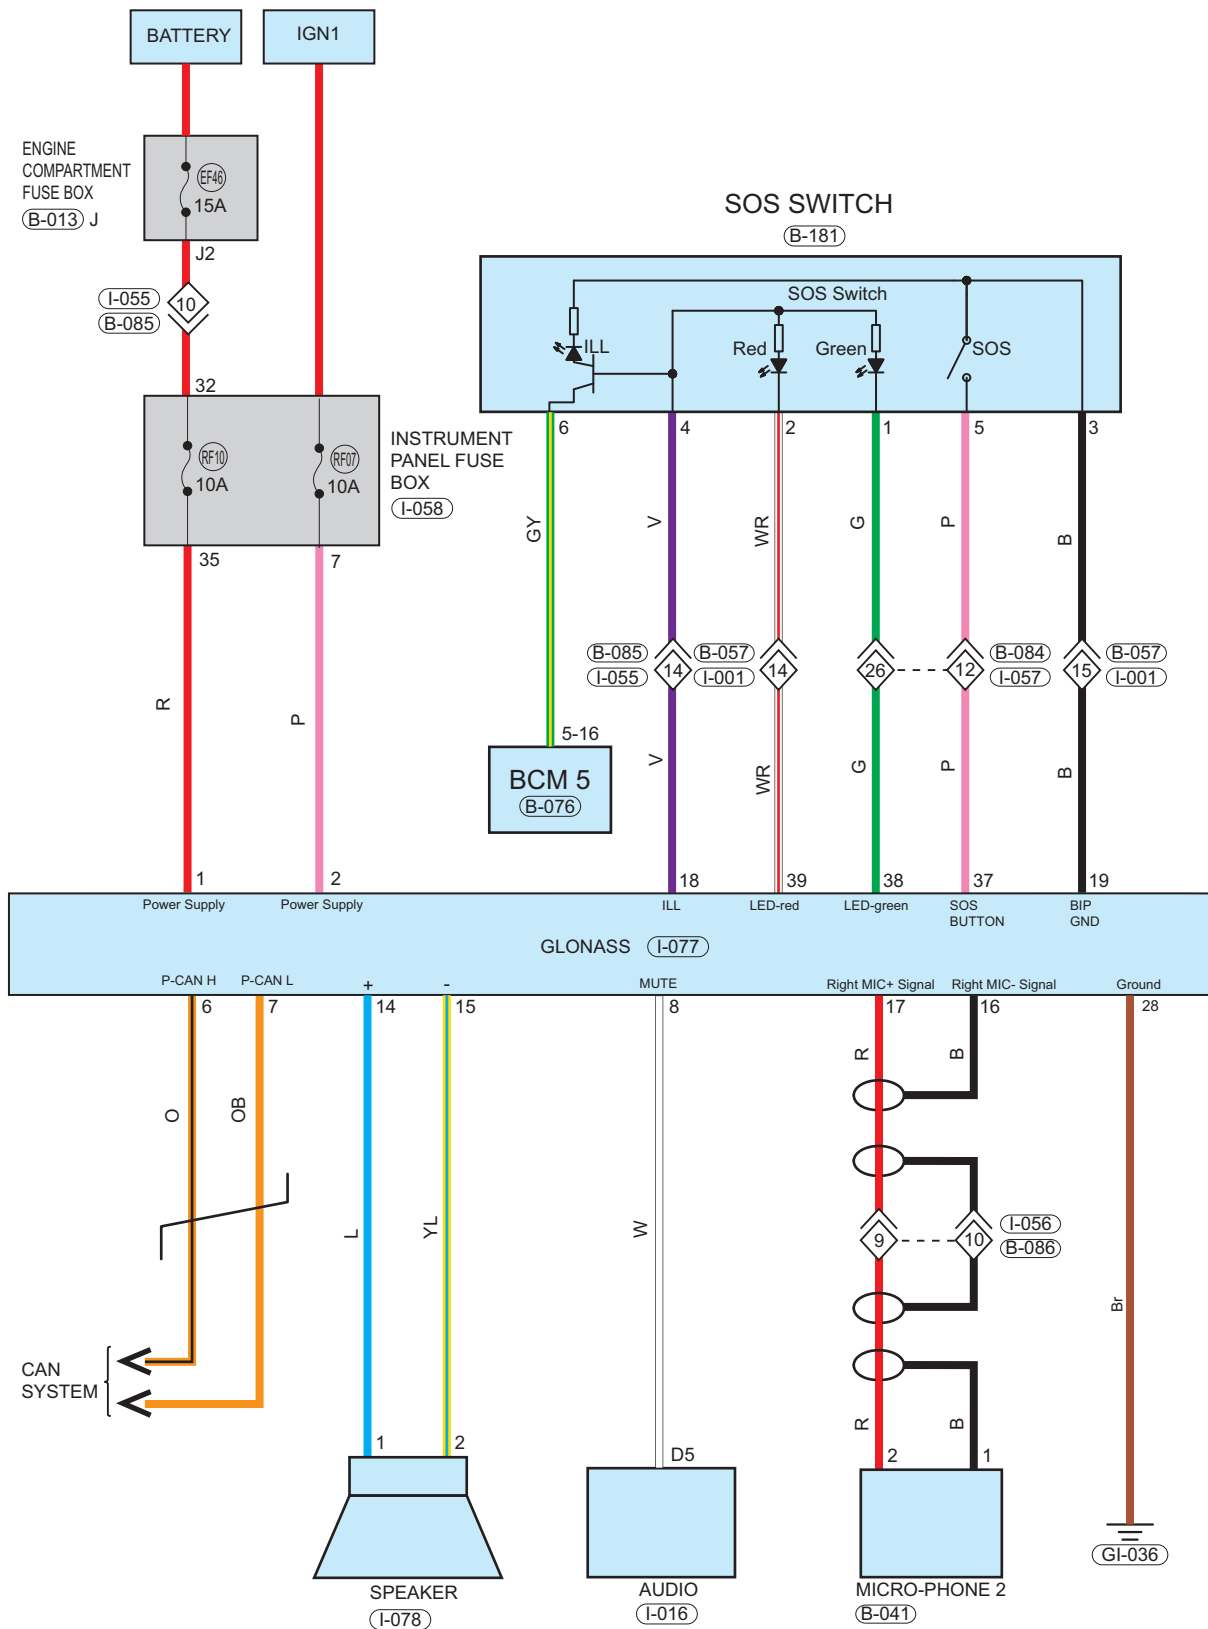 BATTERY
IGN1
ENGINE
COMPARTMENT
FUSE BOX
B-013 J
EF46
15A
J2
I-055
B-085
10
32
RF10
10A
RF07
10A
INSTRUMENT
PANEL FUSE
BOX
I-058
35
7
R
P
SOS SWITCH
B-181
SOS Switch
ILL
Red
Green
SOS
6
4
2
1
5
3
GY
V
WR
G
P
B
B-085
I-055
14
B-057
I-001
14
26
12
B-084
I-057
15
B-057
I-001
5-16
BCM 5
B-076
V
WR
G
P
B
1
2
18
39
38
37
19
Power Supply
Power Supply
ILL
LED-red
LED-green
SOS
BUTTON
BIP
GND
GLONASS I-077
P-CAN H
P-CAN L
+
-
MUTE
Right MIC+ Signal
Right MIC- Signal
Ground
6
7
14
15
8
17
16
28
O
OB
L
YL
W
R
B
Br
9
10
I-056
B-086
CAN
SYSTEM
R
B
1
2
D5
2
1
SPEAKER
I-078
AUDIO
I-016
MICRO-PHONE 2
B-041
GI-036